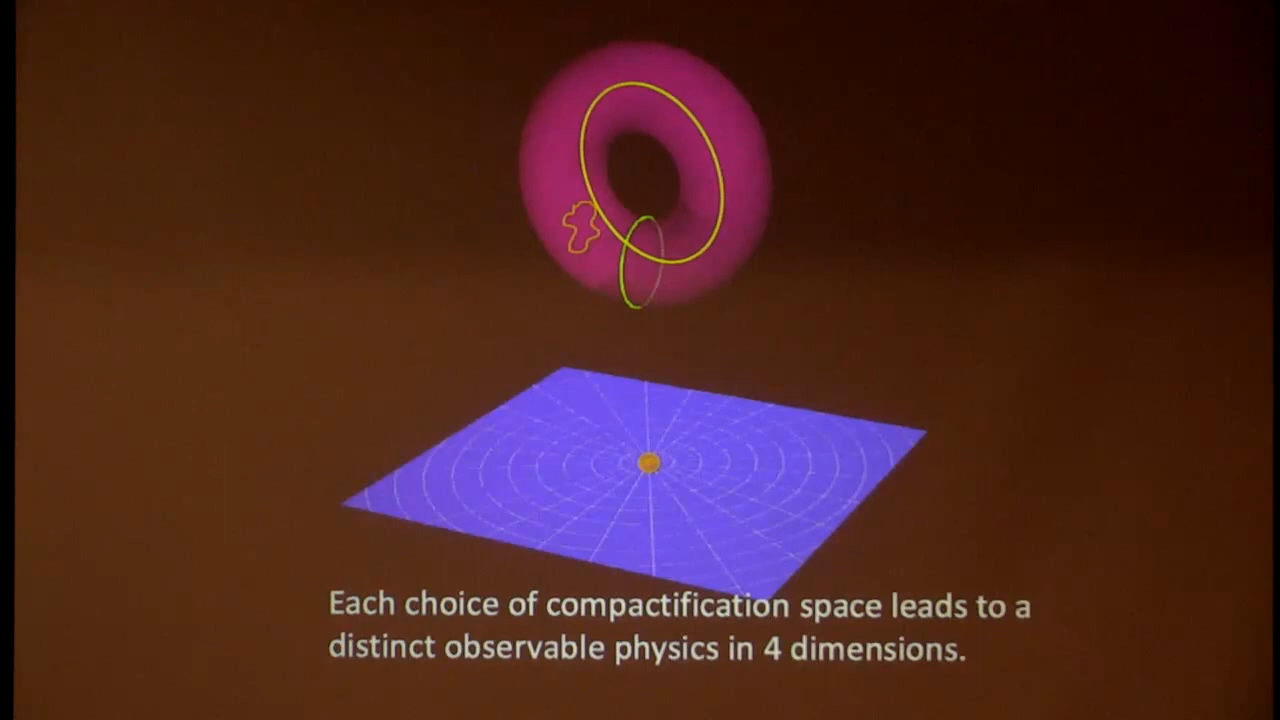 Each choice of compactification space leads to a
distinct observable physics in 4 dimensions.